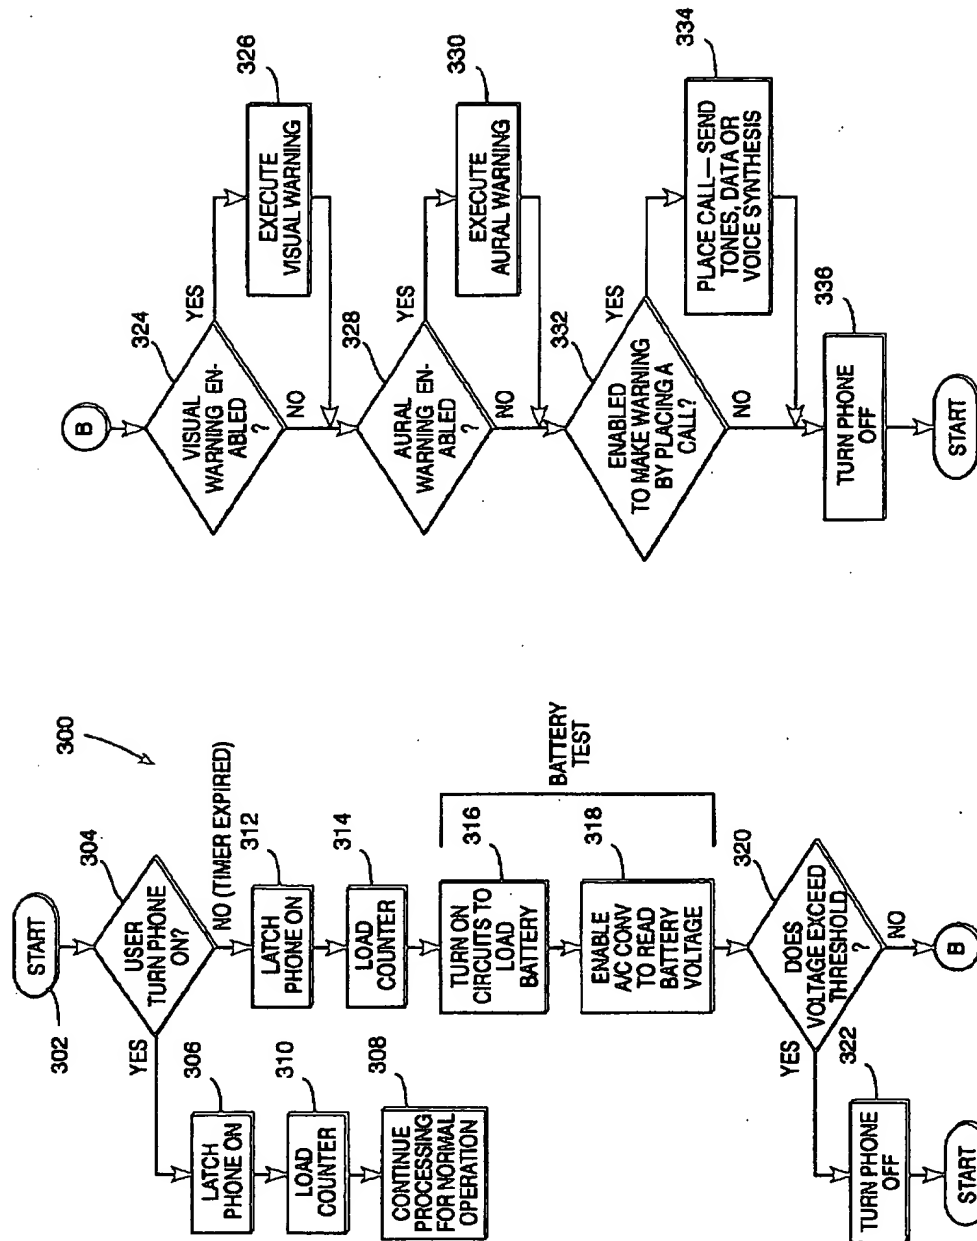 300
START
302
304
USER
TURN PHONE
ON?
YES
NO (TIMER EXPIRED)
306
LATCH
PHONE ON
310
LOAD
COUNTER
308
CONTINUE
PROCESSING
FOR NORMAL
OPERATION
312
LATCH
PHONE ON
314
LOAD
COUNTER
BATTERY
TEST
316
TURN ON
CIRCUITS TO
LOAD
BATTERY
318
ENABLE
A/C CONV
TO READ
BATTERY
VOLTAGE
320
DOES
VOLTAGE EXCEED
THRESHOLD
?
YES
NO
322
TURN PHONE
OFF
START
B
B
324
VISUAL
WARNING EN-
ABLED
?
YES
NO
326
EXECUTE
VISUAL WARNING
328
AURAL
WARNING EN-
ABLED
?
YES
NO
330
EXECUTE
AURAL WARNING
332
ENABLED
TO MAKE WARNING
BY PLACING A
CALL?
YES
NO
334
PLACE CALL—SEND
TONES, DATA OR
VOICE SYNTHESIS
336
TURN PHONE
OFF
START